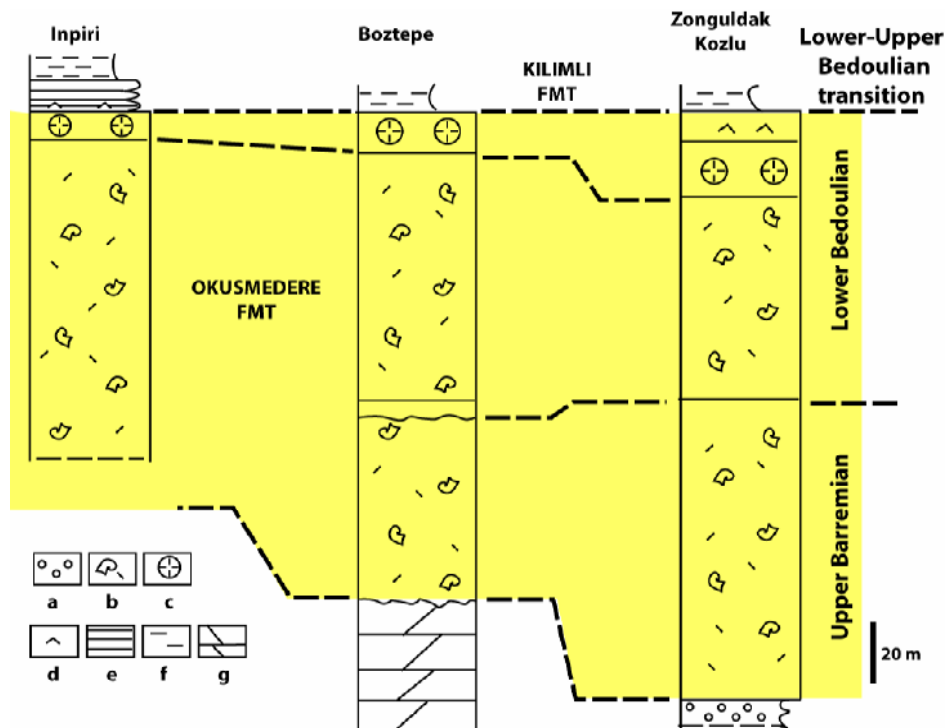 Inpiri
Boztepe
Zonguldak
Kozlu
Lower-Upper
Bedoulian
transition
KILIMLI
FMT
OKUSMEDERE
FMT
Lower Bedoulian
Upper Barremian
a
b
c
d
e
f
g
20 m